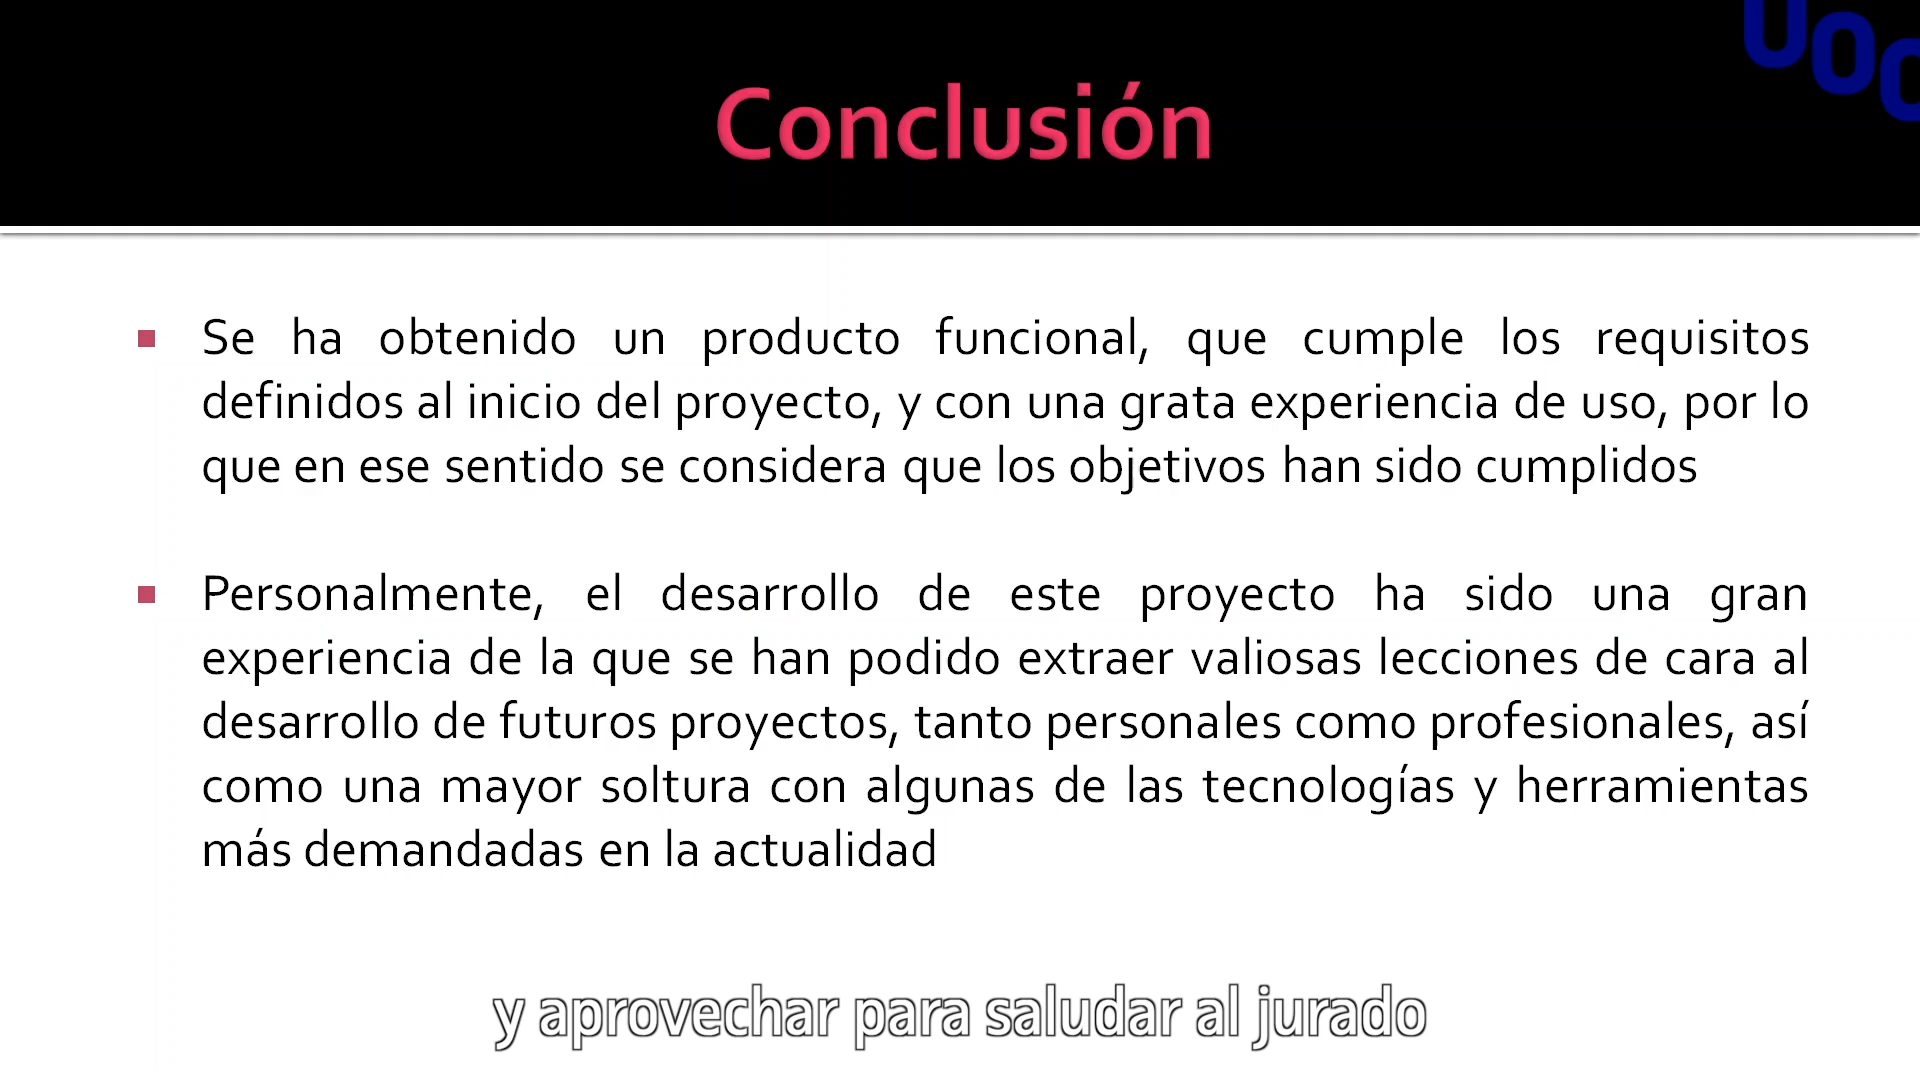 UOC
Conclusión
Se ha obtenido un producto funcional, que cumple los requisitos
definidos al inicio del proyecto, y con una grata experiencia de uso, por lo
que en ese sentido se considera que los objetivos han sido cumplidos
Personalmente, el desarrollo de este proyecto ha sido una gran
experiencia de la que se han podido extraer valiosas lecciones de cara al
desarrollo de futuros proyectos, tanto personales como profesionales, así
como una mayor soltura con algunas de las tecnologías y herramientas
más demandadas en la actualidad
y aprovechar para saludar al jurado